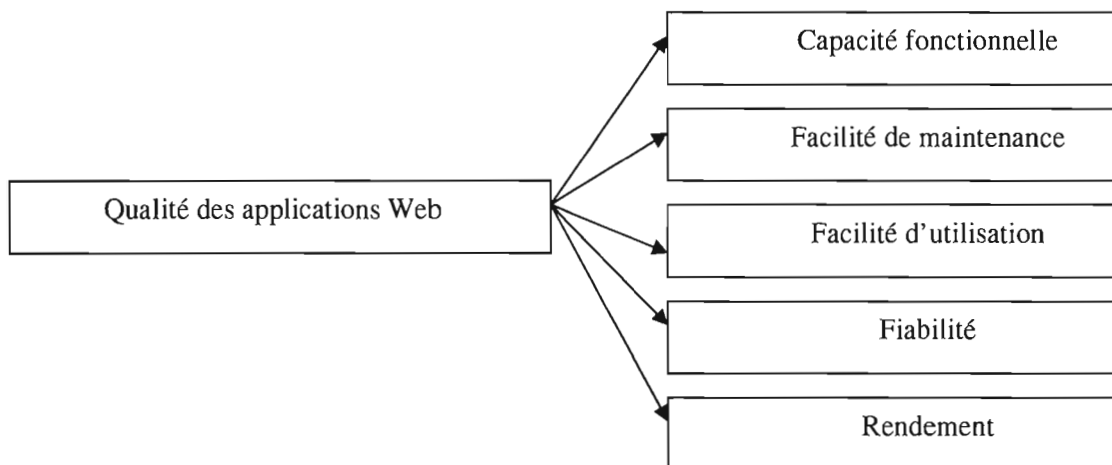 Capacité fonctionnelle
Facilité de maintenance
Qualité des applications Web
Facilité d'utilisation
Fiabilité
Rendement